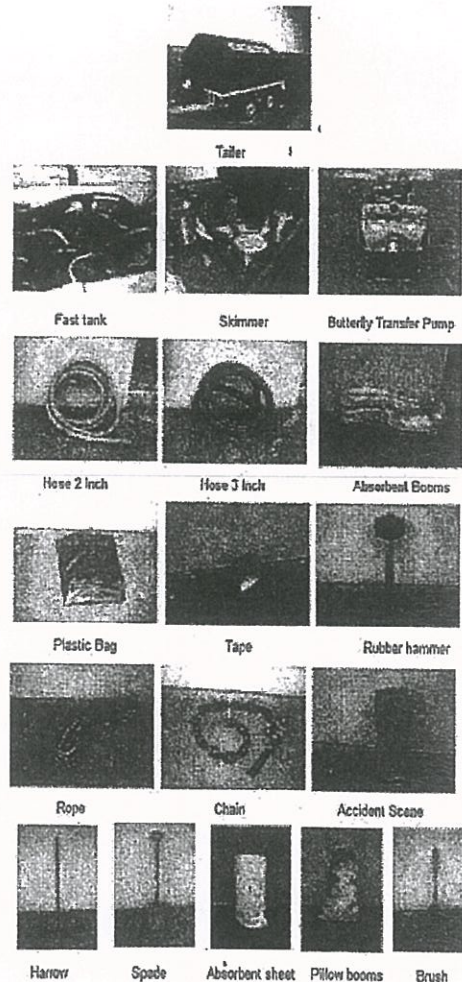 Tailer
Fast tank Skimmer Butterfly Transfer Pump
Hose 2 Inch Hose 3 Inch Absorbent Booms
Plastic Bag Tape Rubber hammer
Rope Chain Accident Scene
Harrow Spade Absorbent sheet Pillow booms Brush